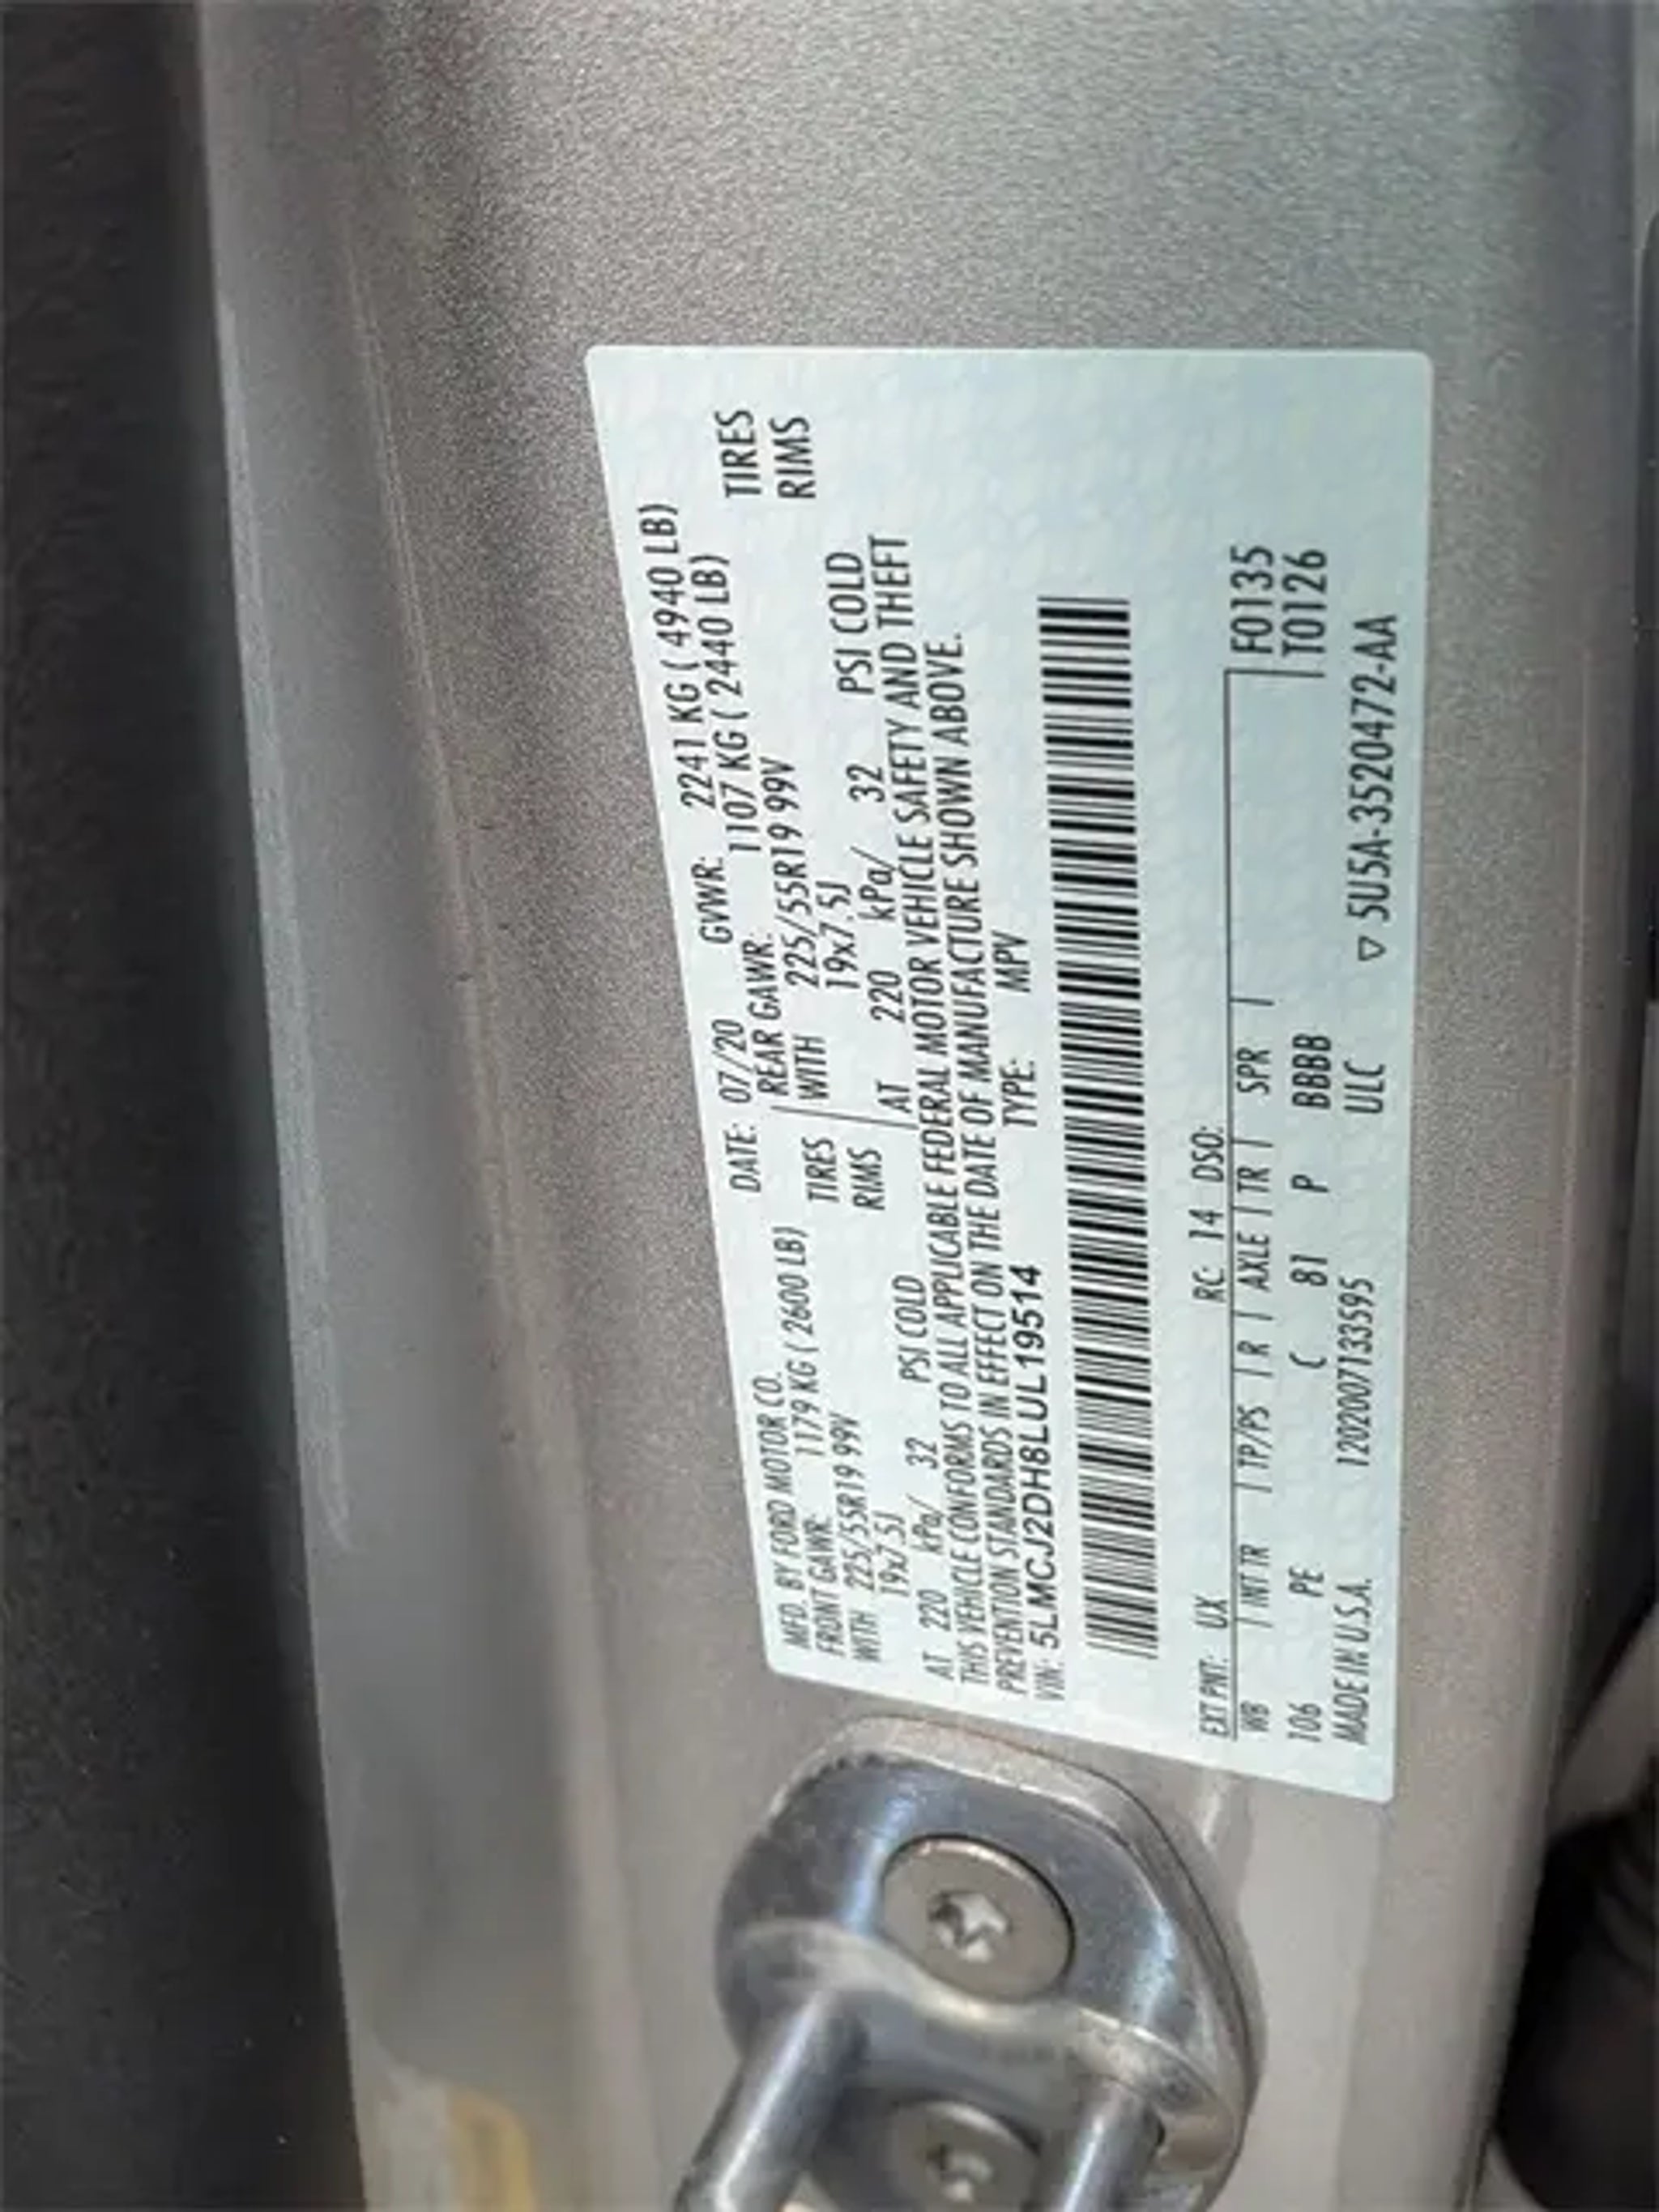 MFD. BY FORD MOTOR CO. DATE: 07/20 GVWR: 2241 KG ( 4940 LB)
FRONT GAWR: 1179 KG ( 2600 LB) REAR GAWR: 1107 KG ( 2440 LB)
WITH 225/55R19 99V TIRES WITH 225/55R19 99V TIRES
19x7.5J RIMS 19x7.5J RIMS
AT 220 kPa/ 32 PSI COLD AT 220 kPa/ 32 PSI COLD
THIS VEHICLE CONFORMS TO ALL APPLICABLE FEDERAL MOTOR VEHICLE SAFETY AND THEFT
PREVENTION STANDARDS IN EFFECT ON THE DATE OF MANUFACTURE SHOWN ABOVE.
VIN: 5LMCJ2DH8LUL19514 TYPE: MPV
EXT PNT: UX RC: 14 DSO:
WB | INT TR | TP/PS | R | AXLE | TR | SPR | F0135
106 PE C 81 P BBBB T0126
MADE IN U.S.A. 1202007133595 ULC ▽ 5U5A-3520472-AA